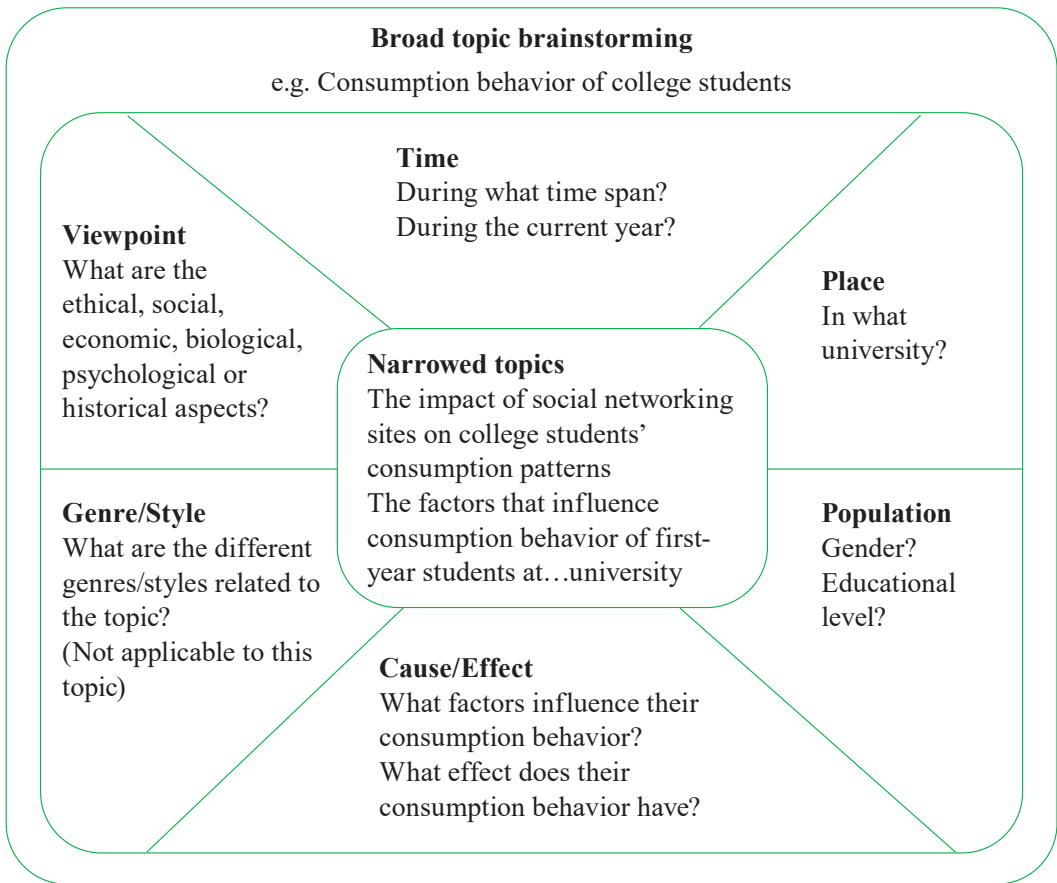 Broad topic brainstorming
e.g. Consumption behavior of college students
Time
During what time span?
During the current year?
Viewpoint
What are the
ethical, social,
economic, biological,
psychological or
historical aspects?
Place
In what
university?
Narrowed topics
The impact of social networking
sites on college students’
consumption patterns
The factors that influence
consumption behavior of first-
year students at…university
Genre/Style
What are the different
genres/styles related to
the topic?
(Not applicable to this
topic)
Population
Gender?
Educational
level?
Cause/Effect
What factors influence their
consumption behavior?
What effect does their
consumption behavior have?